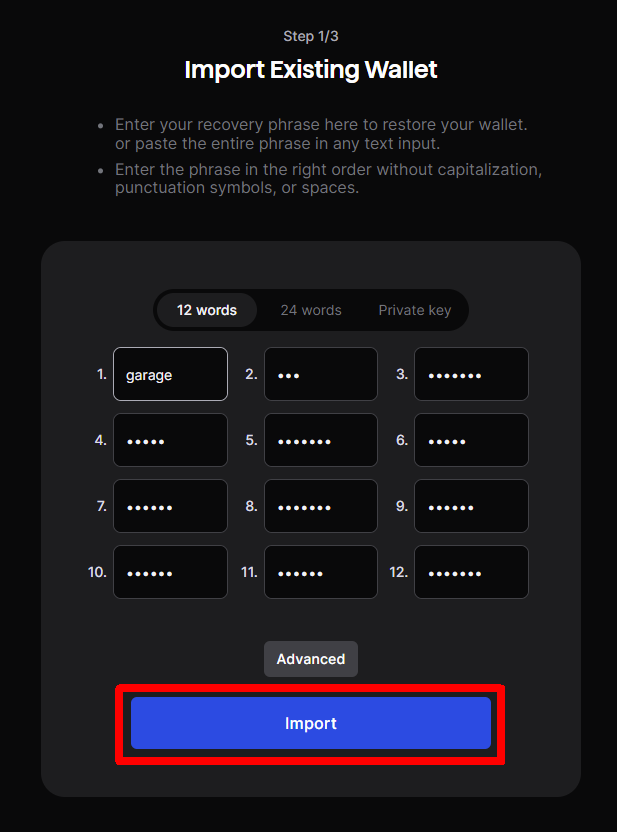 Step 1/3
Import Existing Wallet
• Enter your recovery phrase here to restore your wallet.
or paste the entire phrase in any text input.
• Enter the phrase in the right order without capitalization,
punctuation symbols, or spaces.
12 words 24 words Private key
1. garage 2. ••• 3. •••••••
4. ••••• 5. ••••••• 6. •••••
7. •••••• 8. ••••••• 9. ••••••
10. •••••• 11. •••••• 12. •••••••
Advanced
Import